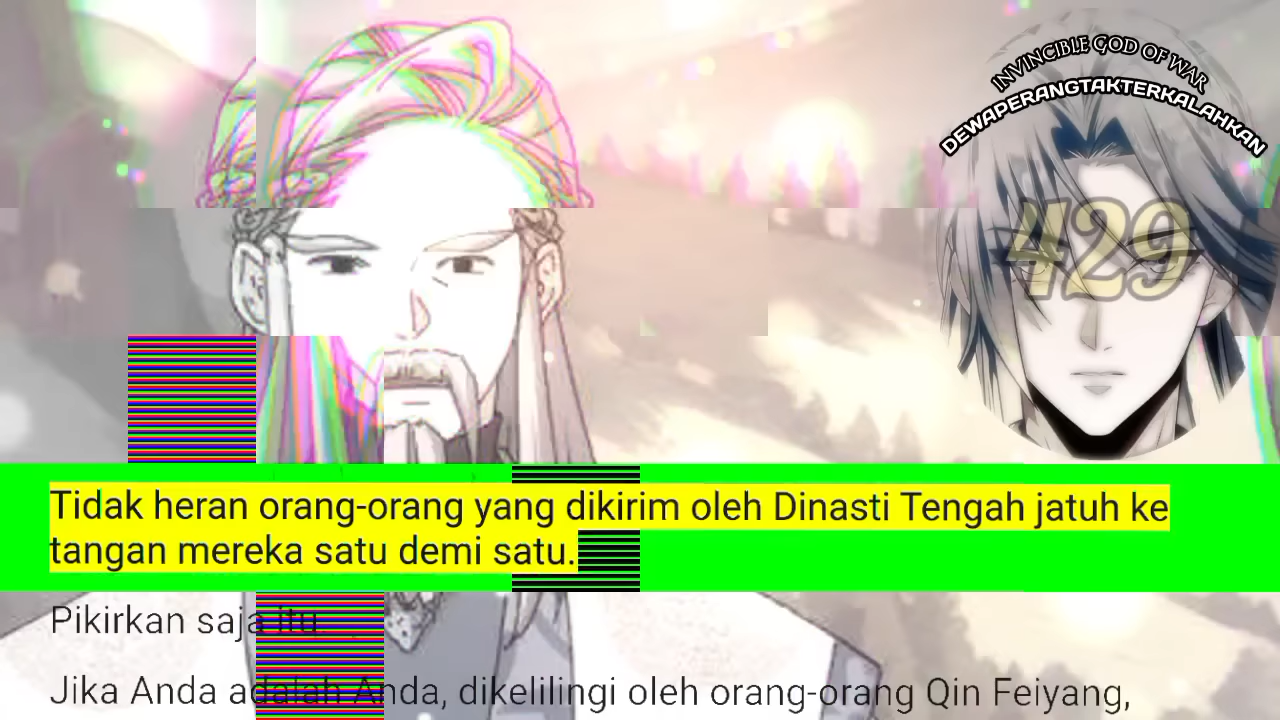 INVINCIBLE GOD OF WAR
DEWAPERANGTAKTERKALAHKAN
429
Tidak heran orang-orang yang dikirim oleh Dinasti Tengah jatuh ke
tangan mereka satu demi satu.
Pikirkan saja itu.
Jika Anda adalah Anda, dikelilingi oleh orang-orang Qin Feiyang,